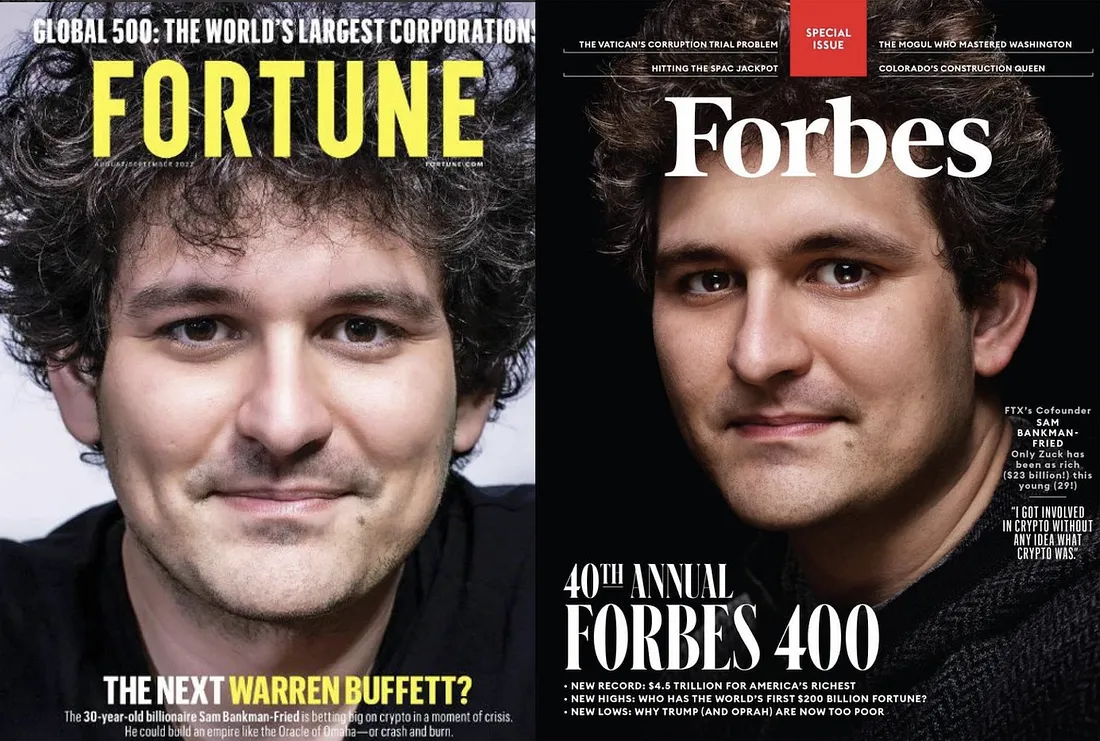 GLOBAL 500: THE WORLD'S LARGEST CORPORATIONS
FORTUNE
AUGUST/SEPTEMBER 2022
FORTUNE.COM
THE NEXT WARREN BUFFETT?
The 30-year-old billionaire Sam Bankman-Fried is betting big on crypto in a moment of crisis.
He could build an empire like the Oracle of Omaha—or crash and burn.
THE VATICAN'S CORRUPTION TRIAL PROBLEM
HITTING THE SPAC JACKPOT
SPECIAL
ISSUE
THE MOGUL WHO MASTERED WASHINGTON
COLORADO'S CONSTRUCTION QUEEN
Forbes
FTX's Cofounder
SAM
BANKMAN-
FRIED
Only Zuck has
been as rich
($23 billion!) this
young (29!)
"I GOT INVOLVED
IN CRYPTO WITHOUT
ANY IDEA WHAT
CRYPTO WAS."
40TH ANNUAL
FORBES 400
• NEW RECORD: $4.5 TRILLION FOR AMERICA'S RICHEST
• NEW HIGHS: WHO HAS THE WORLD'S FIRST $200 BILLION FORTUNE?
• NEW LOWS: WHY TRUMP (AND OPRAH) ARE NOW TOO POOR